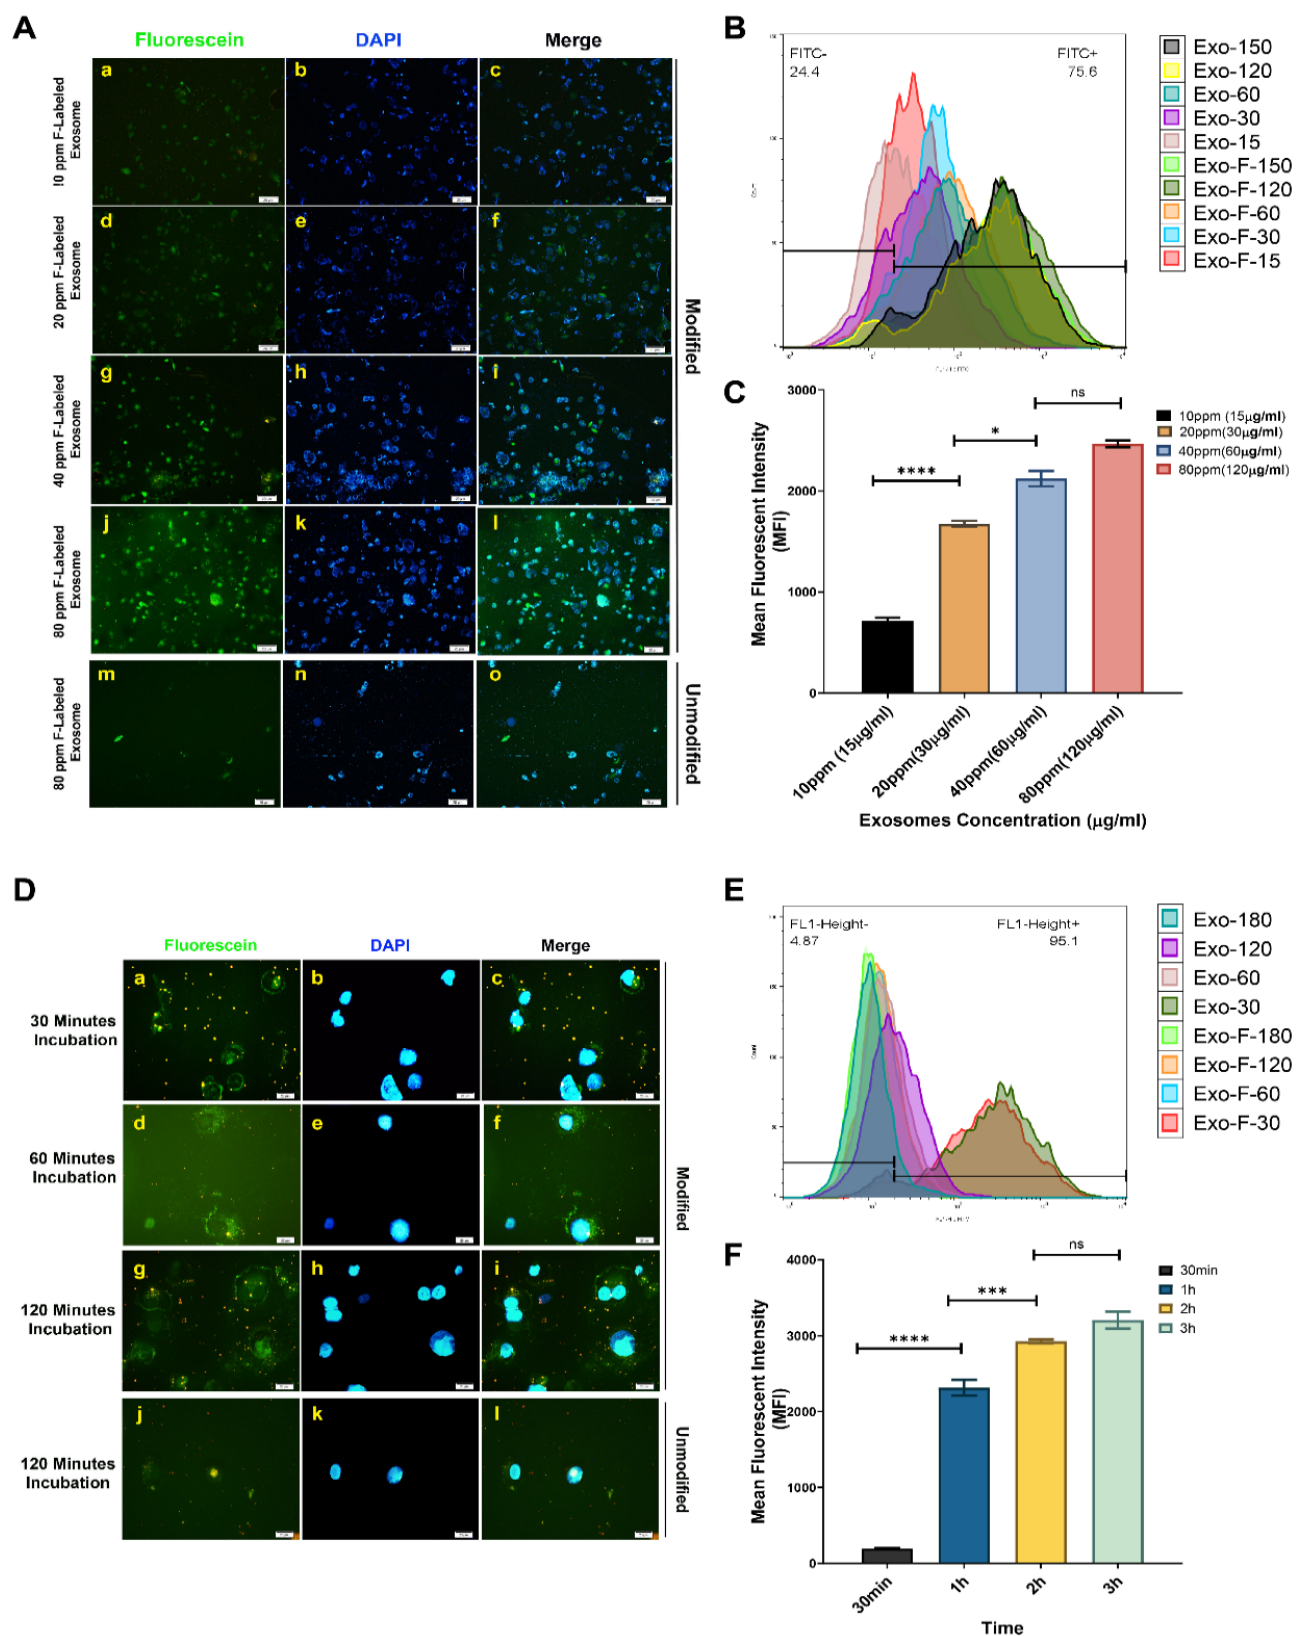 A
Fluorescein
DAPI
Merge
10 ppm F-Labeled
Exosome
a
b
c
20 ppm F-Labeled
Exosome
d
e
f
40 ppm F-Labeled
Exosome
g
h
i
80 ppm F-Labeled
Exosome
j
k
l
Modified
80 ppm F-Labeled
Exosome
m
n
o
Unmodified
B
FITC-
24.4
FITC+
75.6
Exo-150
Exo-120
Exo-60
Exo-30
Exo-15
Exo-F-150
Exo-F-120
Exo-F-60
Exo-F-30
Exo-F-15
C
Mean Fluorescent Intensity
(MFI)
3000
2000
1000
0
****
*
ns
10ppm (15μg/ml)
20ppm(30μg/ml)
40ppm(60μg/ml)
80ppm(120μg/ml)
10ppm (15μg/ml)
20ppm(30μg/ml)
40ppm(60μg/ml)
80ppm(120μg/ml)
Exosomes Concentration (μg/ml)
D
Fluorescein
DAPI
Merge
30 Minutes
Incubation
a
b
c
60 Minutes
Incubation
d
e
f
120 Minutes
Incubation
g
h
i
Modified
120 Minutes
Incubation
j
k
l
Unmodified
E
FL1-Height-
4.87
FL1-Height+
95.1
Count
Exo-180
Exo-120
Exo-60
Exo-30
Exo-F-180
Exo-F-120
Exo-F-60
Exo-F-30
F
Mean Fluorescent Intensity
(MFI)
4000
3000
2000
1000
0
****
***
ns
30min
1h
2h
3h
30min
1h
2h
3h
Time